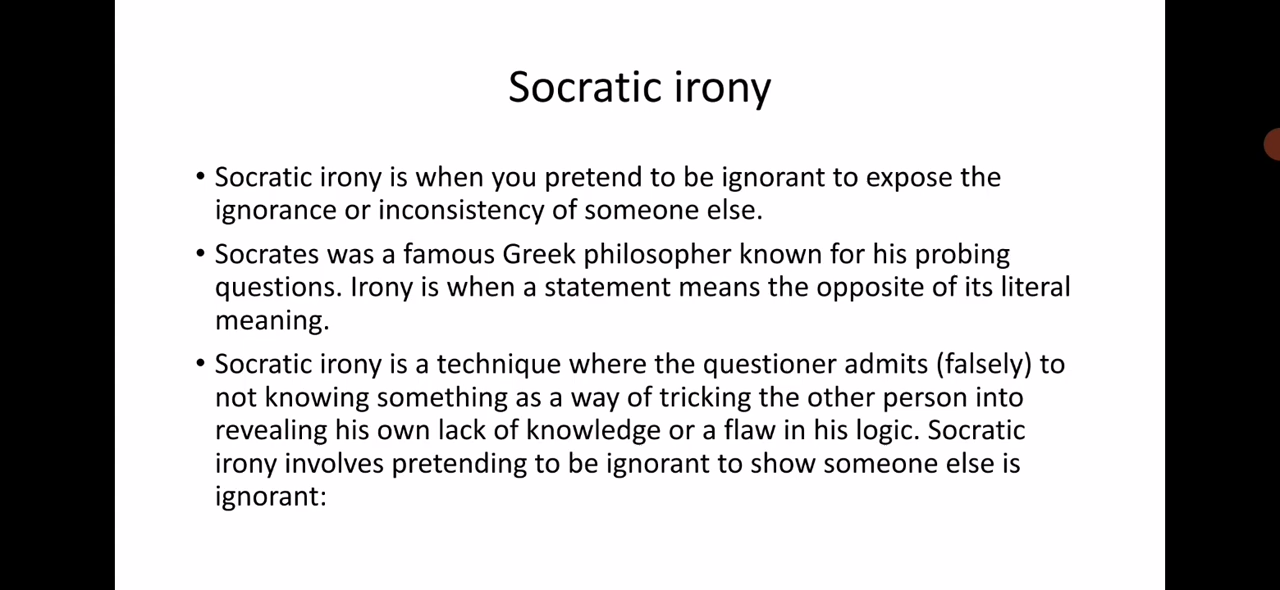 Socratic irony
• Socratic irony is when you pretend to be ignorant to expose the
ignorance or inconsistency of someone else.
• Socrates was a famous Greek philosopher known for his probing
questions. Irony is when a statement means the opposite of its literal
meaning.
• Socratic irony is a technique where the questioner admits (falsely) to
not knowing something as a way of tricking the other person into
revealing his own lack of knowledge or a flaw in his logic. Socratic
irony involves pretending to be ignorant to show someone else is
ignorant: